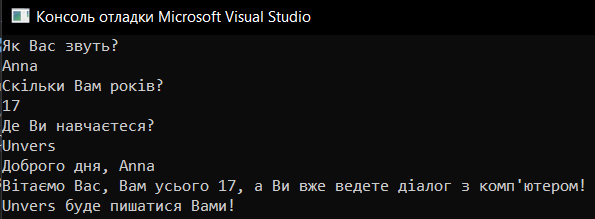 Консоль отладки Microsoft Visual Studio
Як Вас звуть?
Anna
Скільки Вам років?
17
Де Ви навчаєтеся?
Unvers
Доброго дня, Anna
Вітаємо Вас, Вам усього 17, а Ви вже ведете діалог з комп'ютером!
Unvers буде пишатися Вами!